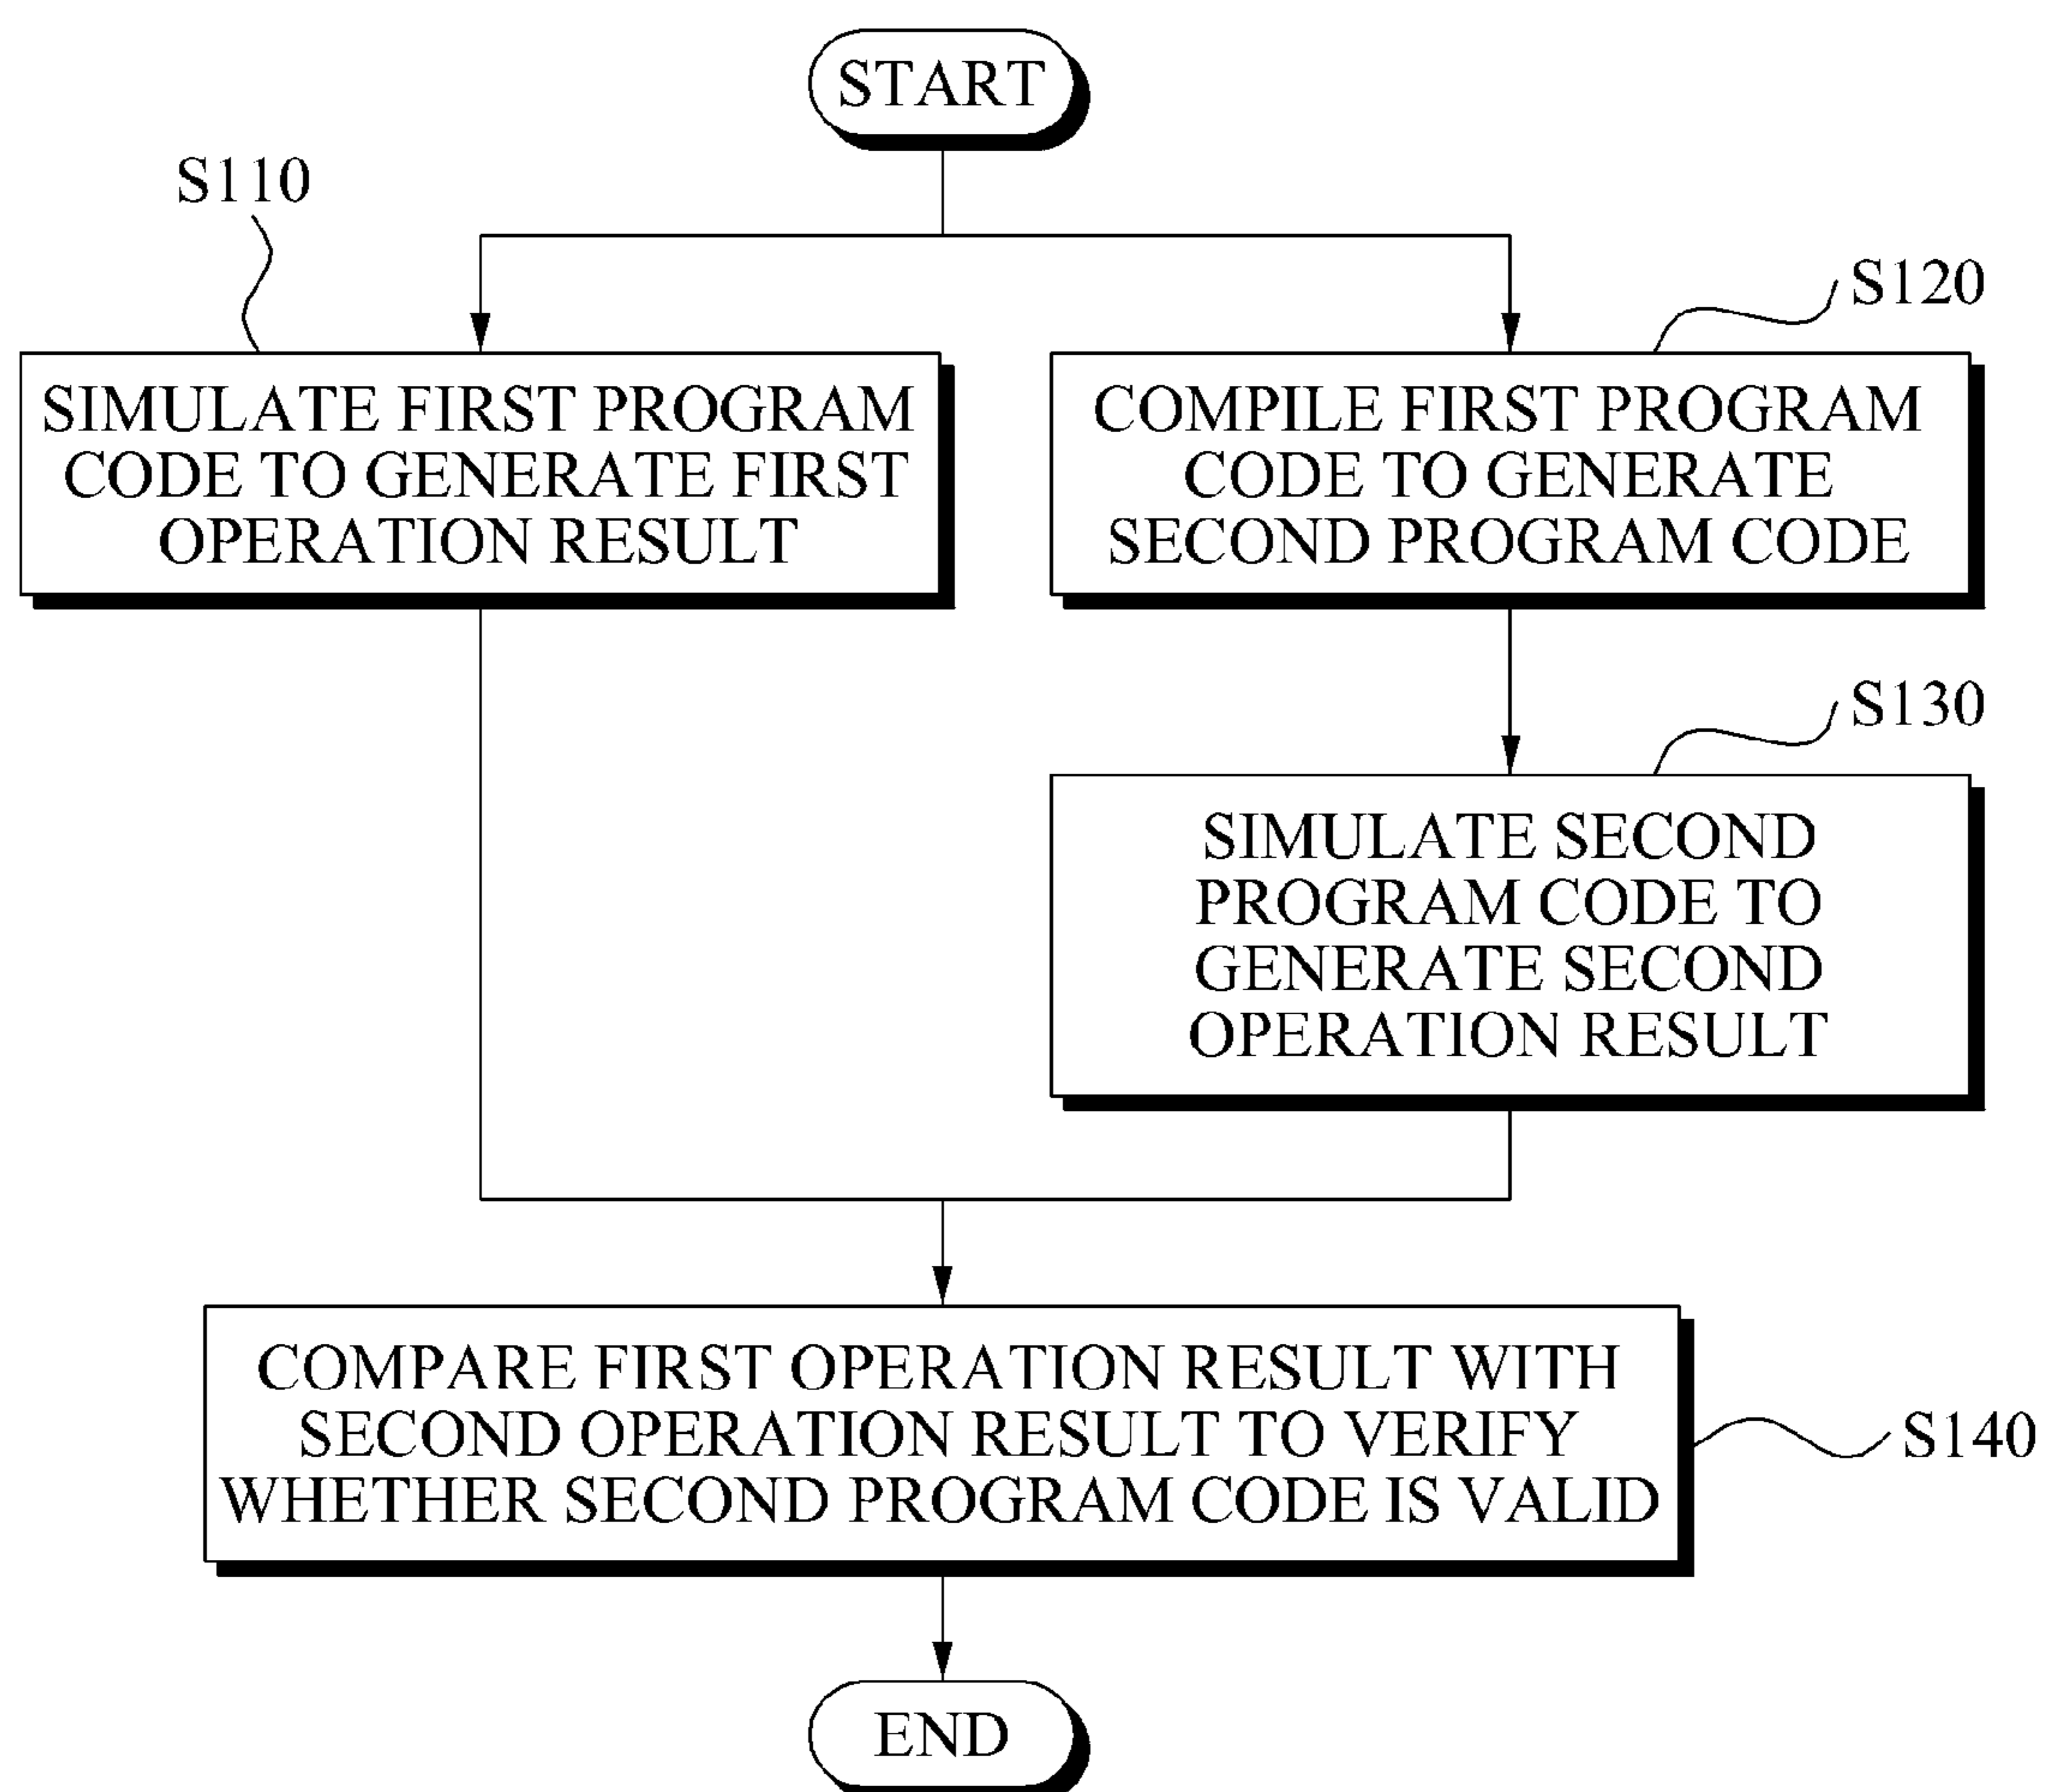 START
S110
S120
SIMULATE FIRST PROGRAM
CODE TO GENERATE FIRST
OPERATION RESULT
COMPILE FIRST PROGRAM
CODE TO GENERATE
SECOND PROGRAM CODE
S130
SIMULATE SECOND
PROGRAM CODE TO
GENERATE SECOND
OPERATION RESULT
COMPARE FIRST OPERATION RESULT WITH
SECOND OPERATION RESULT TO VERIFY
WHETHER SECOND PROGRAM CODE IS VALID
S140
END